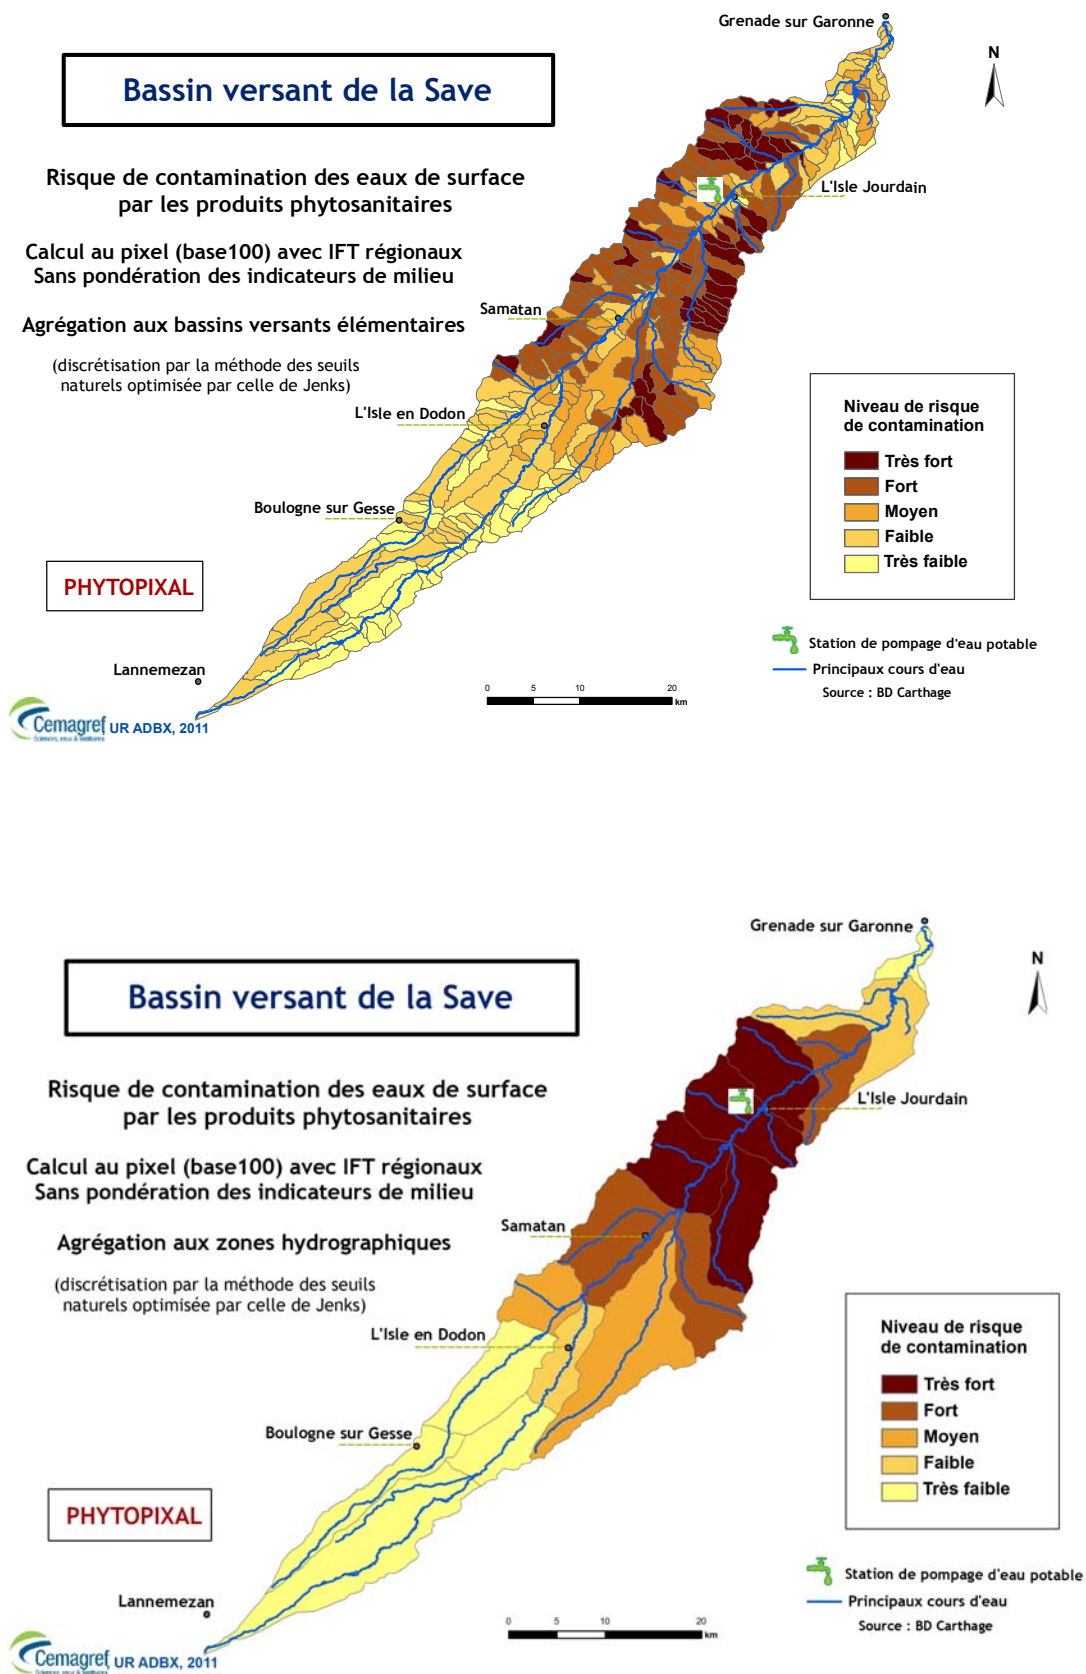 Grenade sur Garonne
Bassin versant de la Save
N
Risque de contamination des eaux de surface
par les produits phytosanitaires
L'Isle Jourdain
Calcul au pixel (base100) avec IFT régionaux
Sans pondération des indicateurs de milieu
Samatan
Agrégation aux bassins versants élémentaires
(discrétisation par la méthode des seuils
naturels optimisée par celle de Jenks)
L'Isle en Dodon
Niveau de risque
de contamination
Très fort
Fort
Moyen
Faible
Très faible
Boulogne sur Gesse
PHYTOPIXAL
Station de pompage d'eau potable
Principaux cours d'eau
Source : BD Carthage
Lannemezan
0 5 10 20
km
Cemagref
Sciences, eaux & territoires
UR ADBX, 2011
Grenade sur Garonne
Bassin versant de la Save
N
Risque de contamination des eaux de surface
par les produits phytosanitaires
L'Isle Jourdain
Calcul au pixel (base100) avec IFT régionaux
Sans pondération des indicateurs de milieu
Samatan
Agrégation aux zones hydrographiques
(discrétisation par la méthode des seuils
naturels optimisée par celle de Jenks)
L'Isle en Dodon
Niveau de risque
de contamination
Très fort
Fort
Moyen
Faible
Très faible
Boulogne sur Gesse
PHYTOPIXAL
Station de pompage d'eau potable
Principaux cours d'eau
Source : BD Carthage
Lannemezan
0 5 10 20
km
Cemagref
Sciences, eaux & territoires
UR ADBX, 2011